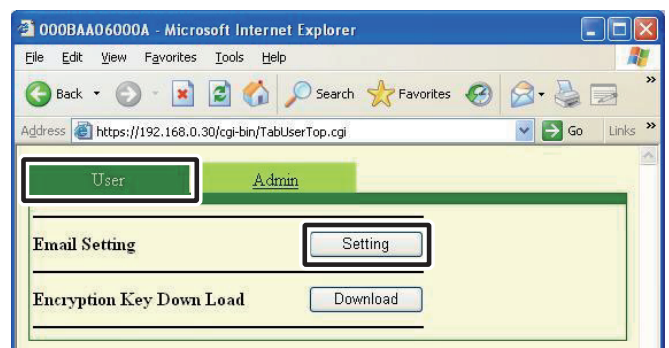 000BAA06000A - Microsoft Internet Explorer
File Edit View Favorites Tools Help
Back Search Favorites »
Address https://192.168.0.30/cgi-bin/TabUserTop.cgi Go Links »
User Admin
Email Setting Setting
Encryption Key Down Load Download